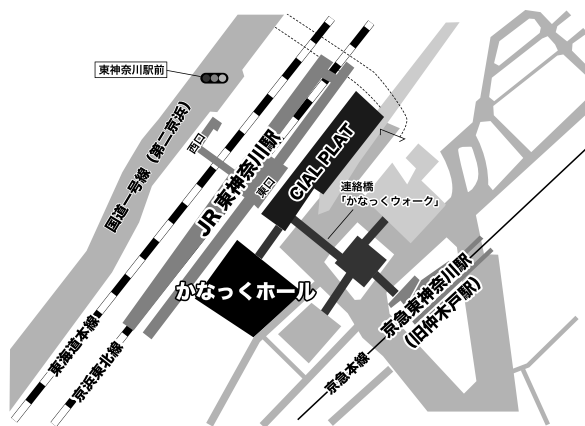 東神奈川駅前
国道一号線（第二京浜）
西口
JR東神奈川駅
東口
CIAL PLAT
連絡橋
「かなっくウォーク」
かなっくホール
京急東神奈川駅
（旧仲木戸駅）
東海道本線
京浜東北線
京急本線